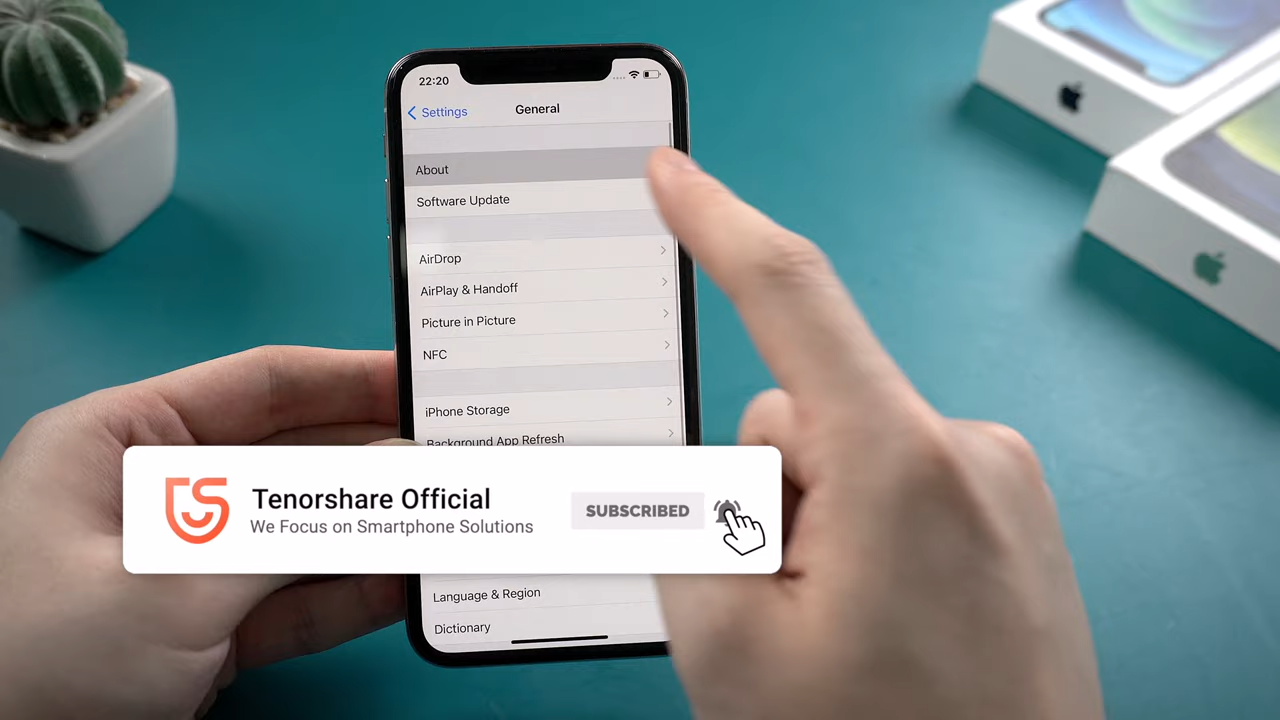 22:20
Settings
General
About
Software Update
AirDrop
AirPlay & Handoff
Picture in Picture
NFC
iPhone Storage
Background App Refresh
Tenorshare Official
We Focus on Smartphone Solutions
SUBSCRIBED
Language & Region
Dictionary